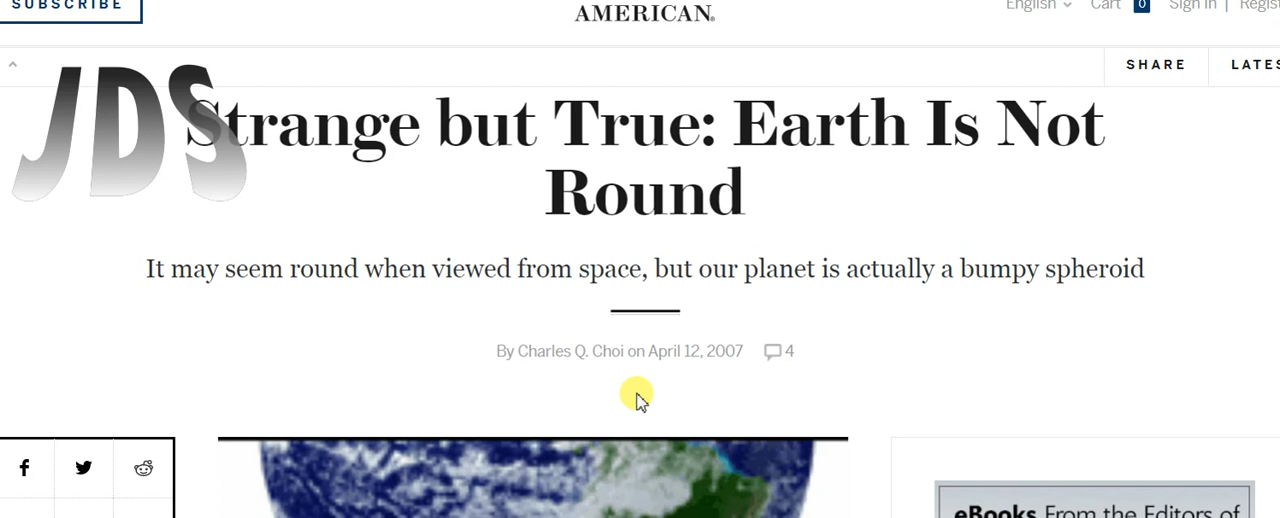 SUBSCRIBE
AMERICAN®
English
Cart 0
Sign In |
SHARE
JDS
Strange but True: Earth Is Not
Round
It may seem round when viewed from space, but our planet is actually a bumpy spheroid
By Charles Q. Choi on April 12, 2007
4
eBooks From the Editors of